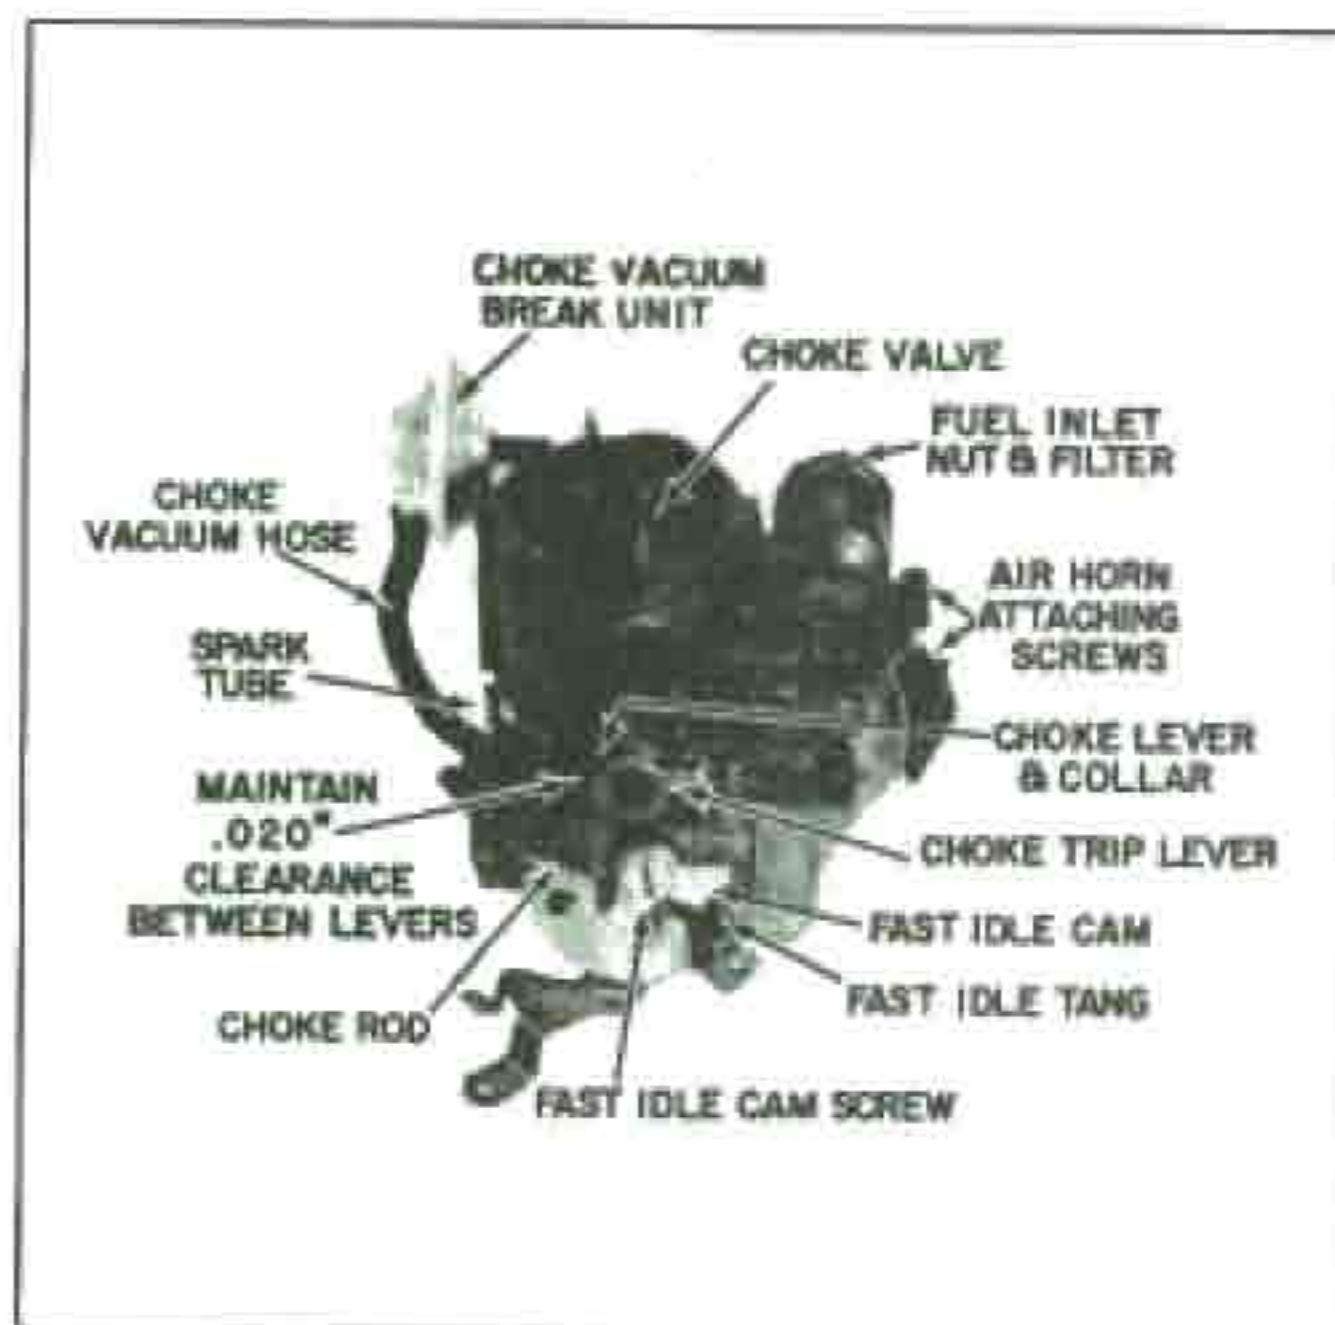 CHOKE VACUUM
BREAK UNIT
CHOKE VALVE
FUEL INLET
NUT & FILTER
CHOKE
VACUUM HOSE
AIR HORN
ATTACHING
SCREWS
SPARK
TUBE
CHOKE LEVER
& COLLAR
MAINTAIN
.020"
CLEARANCE
BETWEEN LEVERS
CHOKE TRIP LEVER
FAST IDLE CAM
FAST IDLE TANG
CHOKE ROD
FAST IDLE CAM SCREW